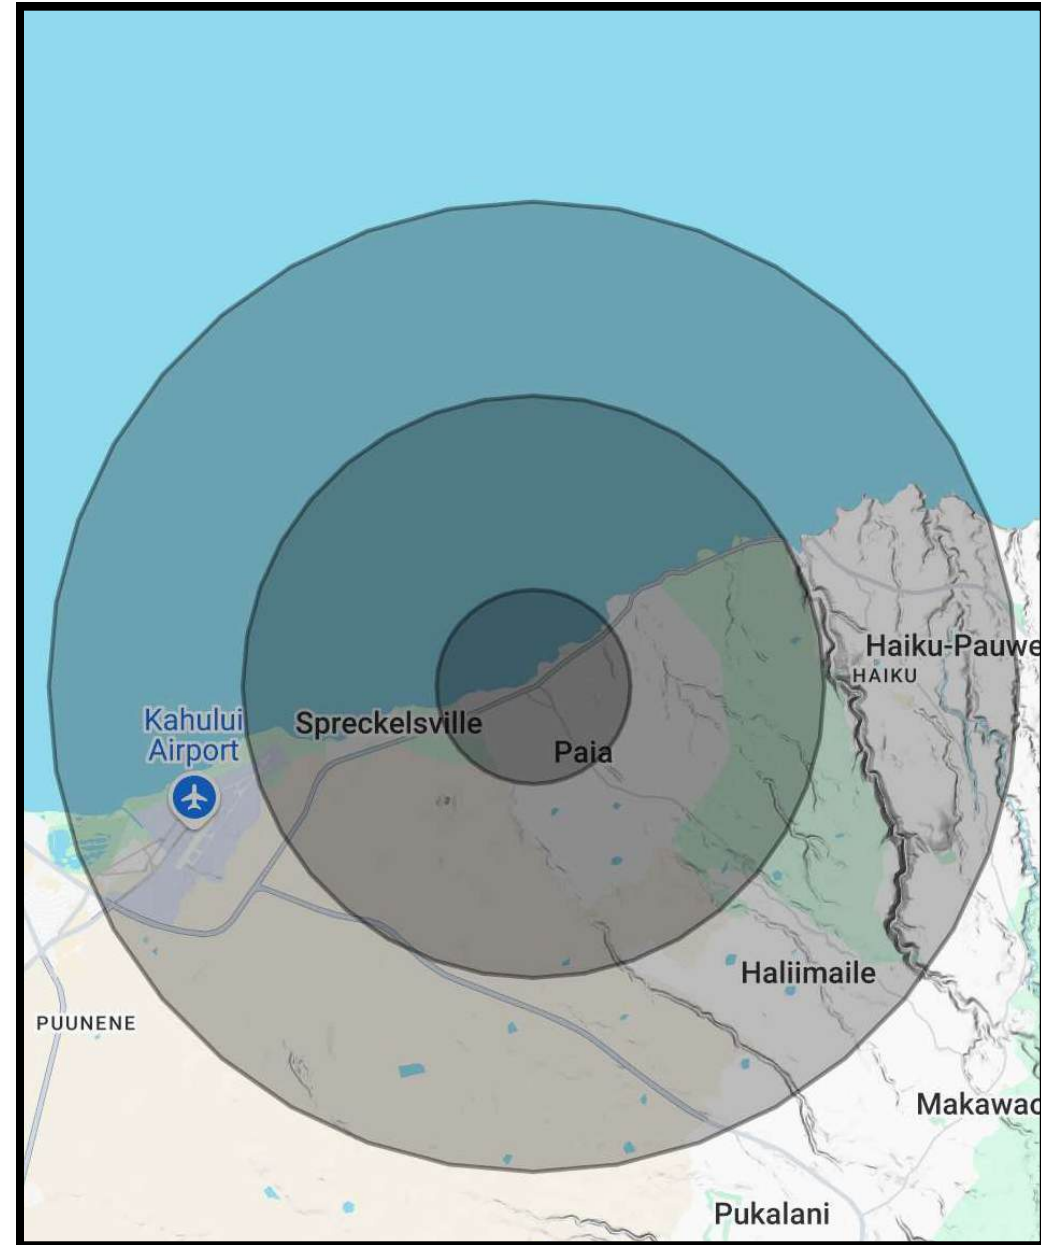 Haiku-Pauwe
HAIKU
Kahului
Airport
Spreckelsville
Paia
Haliimaile
PUUNENE
Makawao
Pukalani